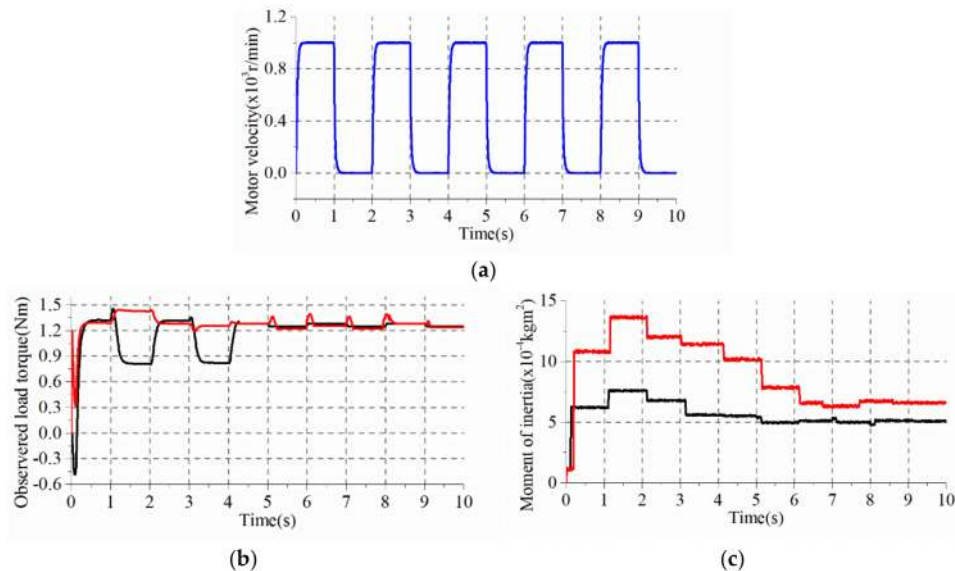 1.2
0.8
0.4
0.0
Motor velocity(x10³r/min)
0 1 2 3 4 5 6 7 8 9 10
Time(s)
(a)
1.5
1.2
0.9
0.6
0.3
0.0
-0.3
-0.6
Observered load torque(Nm)
0 1 2 3 4 5 6 7 8 9 10
Time(s)
(b)
15
10
5
0
Moment of inertia(x10⁻⁴kgm²)
0 1 2 3 4 5 6 7 8 9 10
Time(s)
(c)